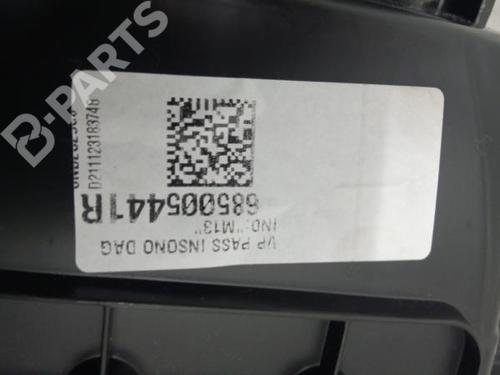 VP PASS INSONO DAG
IND:"M13"
685005441R
D211123183748
B-PARTS